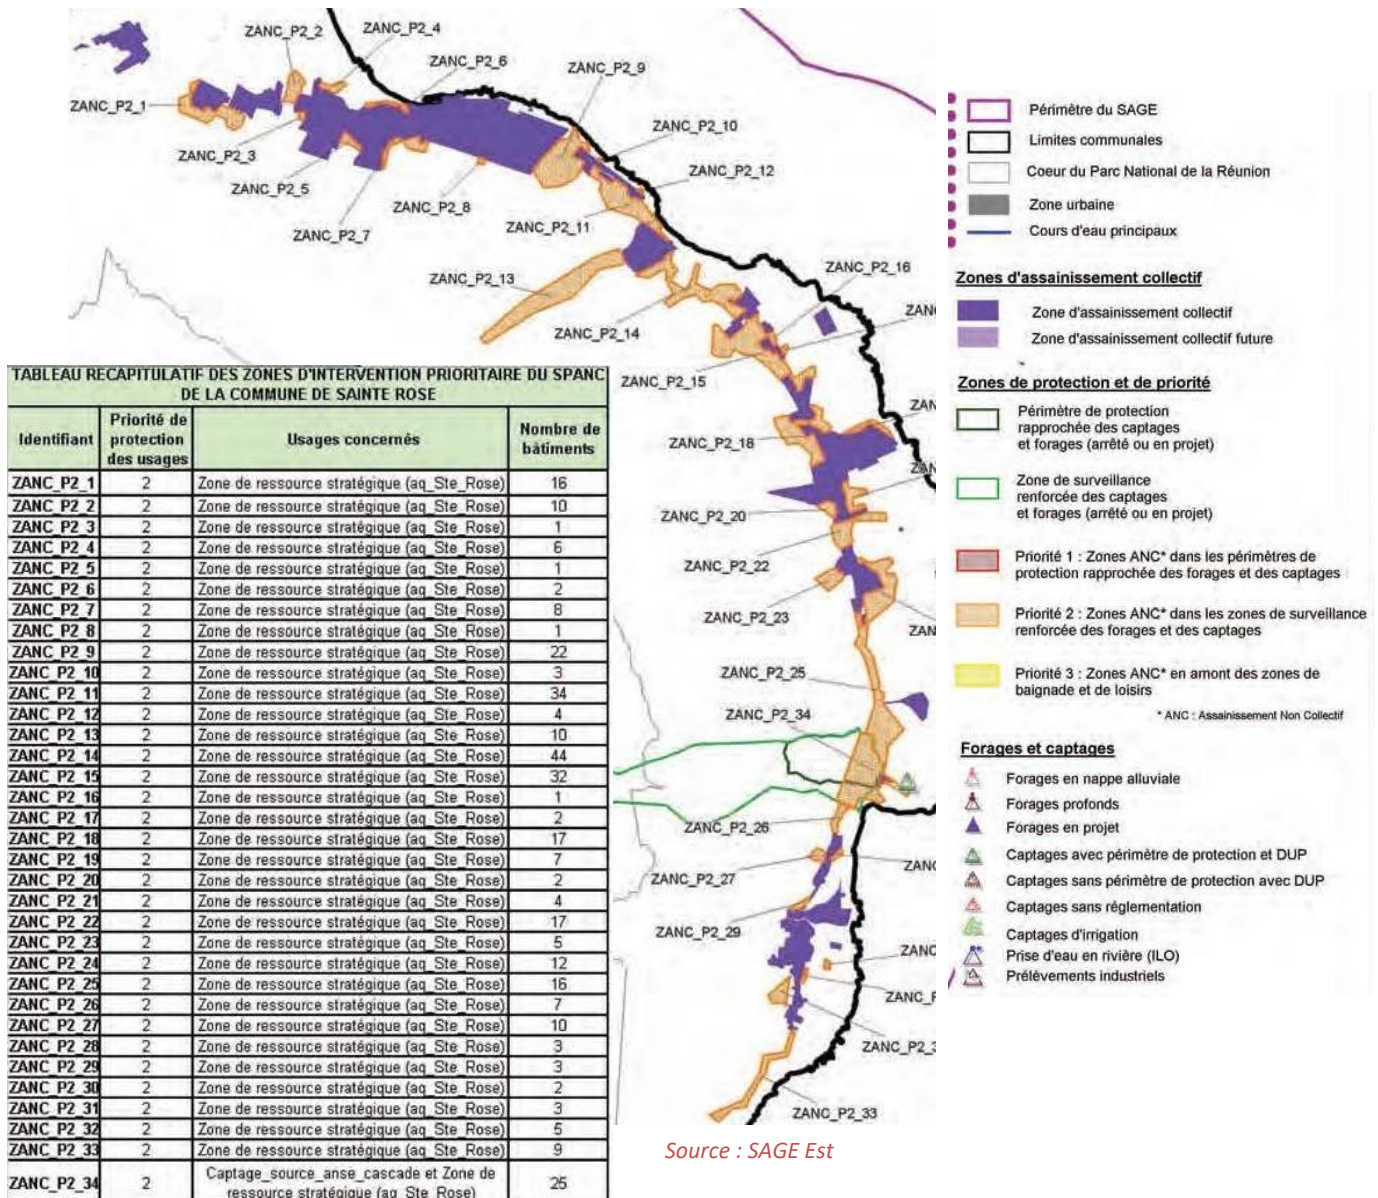 ZANC_P2_2
ZANC_P2_4
ZANC_P2_6
ZANC_P2_9
ZANC_P2_1
ZANC_P2_10
ZANC_P2_3
ZANC_P2_12
ZANC_P2_5
ZANC_P2_8
ZANC_P2_11
ZANC_P2_7
ZANC_P2_13
ZANC_P2_16
ZANC_P2_14
ZAN
ZANC_P2_15
ZAN
ZANC_P2_18
ZAN
ZANC_P2_20
ZANC_P2_22
ZANC_P2_23
ZAN
ZANC_P2_25
ZANC_P2_34
ZANC_P2_26
ZANC
ZANC_P2_27
ZANC_P2_29
ZANC
ZANC_P
ZANC_P2_3
ZANC_P2_33
TABLEAU RECAPITULATIF DES ZONES D'INTERVENTION PRIORITAIRE DU SPANC
DE LA COMMUNE DE SAINTE ROSE
Identifiant Priorité de protection des usages Usages concernés Nombre de bâtiments
ZANC_P2_1 2 Zone de ressource stratégique (aq_Ste_Rose) 16
ZANC_P2_2 2 Zone de ressource stratégique (aq_Ste_Rose) 10
ZANC_P2_3 2 Zone de ressource stratégique (aq_Ste_Rose) 1
ZANC_P2_4 2 Zone de ressource stratégique (aq_Ste_Rose) 6
ZANC_P2_5 2 Zone de ressource stratégique (aq_Ste_Rose) 1
ZANC_P2_6 2 Zone de ressource stratégique (aq_Ste_Rose) 2
ZANC_P2_7 2 Zone de ressource stratégique (aq_Ste_Rose) 8
ZANC_P2_8 2 Zone de ressource stratégique (aq_Ste_Rose) 1
ZANC_P2_9 2 Zone de ressource stratégique (aq_Ste_Rose) 22
ZANC_P2_10 2 Zone de ressource stratégique (aq_Ste_Rose) 3
ZANC_P2_11 2 Zone de ressource stratégique (aq_Ste_Rose) 34
ZANC_P2_12 2 Zone de ressource stratégique (aq_Ste_Rose) 4
ZANC_P2_13 2 Zone de ressource stratégique (aq_Ste_Rose) 10
ZANC_P2_14 2 Zone de ressource stratégique (aq_Ste_Rose) 44
ZANC_P2_15 2 Zone de ressource stratégique (aq_Ste_Rose) 32
ZANC_P2_16 2 Zone de ressource stratégique (aq_Ste_Rose) 1
ZANC_P2_17 2 Zone de ressource stratégique (aq_Ste_Rose) 2
ZANC_P2_18 2 Zone de ressource stratégique (aq_Ste_Rose) 17
ZANC_P2_19 2 Zone de ressource stratégique (aq_Ste_Rose) 7
ZANC_P2_20 2 Zone de ressource stratégique (aq_Ste_Rose) 2
ZANC_P2_21 2 Zone de ressource stratégique (aq_Ste_Rose) 4
ZANC_P2_22 2 Zone de ressource stratégique (aq_Ste_Rose) 17
ZANC_P2_23 2 Zone de ressource stratégique (aq_Ste_Rose) 5
ZANC_P2_24 2 Zone de ressource stratégique (aq_Ste_Rose) 12
ZANC_P2_25 2 Zone de ressource stratégique (aq_Ste_Rose) 16
ZANC_P2_26 2 Zone de ressource stratégique (aq_Ste_Rose) 7
ZANC_P2_27 2 Zone de ressource stratégique (aq_Ste_Rose) 10
ZANC_P2_28 2 Zone de ressource stratégique (aq_Ste_Rose) 3
ZANC_P2_29 2 Zone de ressource stratégique (aq_Ste_Rose) 3
ZANC_P2_30 2 Zone de ressource stratégique (aq_Ste_Rose) 2
ZANC_P2_31 2 Zone de ressource stratégique (aq_Ste_Rose) 3
ZANC_P2_32 2 Zone de ressource stratégique (aq_Ste_Rose) 5
ZANC_P2_33 2 Zone de ressource stratégique (aq_Ste_Rose) 9
ZANC_P2_34 2 Captage_source_anse_cascade et Zone de ressource stratégique (aq_Ste_Rose) 25
Source : SAGE Est
Périmètre du SAGE
Limites communales
Coeur du Parc National de la Réunion
Zone urbaine
Cours d'eau principaux
Zones d'assainissement collectif
Zone d'assainissement collectif
Zone d'assainissement collectif future
Zones de protection et de priorité
Périmètre de protection
rapprochée des captages
et forages (arrêté ou en projet)
Zone de surveillance
renforcée des captages
et forages (arrêté ou en projet)
Priorité 1 : Zones ANC* dans les périmètres de
protection rapprochée des forages et des captages
Priorité 2 : Zones ANC* dans les zones de surveillance
renforcée des forages et des captages
Priorité 3 : Zones ANC* en amont des zones de
baignade et de loisirs
* ANC : Assainissement Non Collectif
Forages et captages
Forages en nappe alluviale
Forages profonds
Forages en projet
Captages avec périmètre de protection et DUP
Captages sans périmètre de protection avec DUP
Captages sans réglementation
Captages d'irrigation
Prise d'eau en rivière (ILO)
Prélèvements industriels